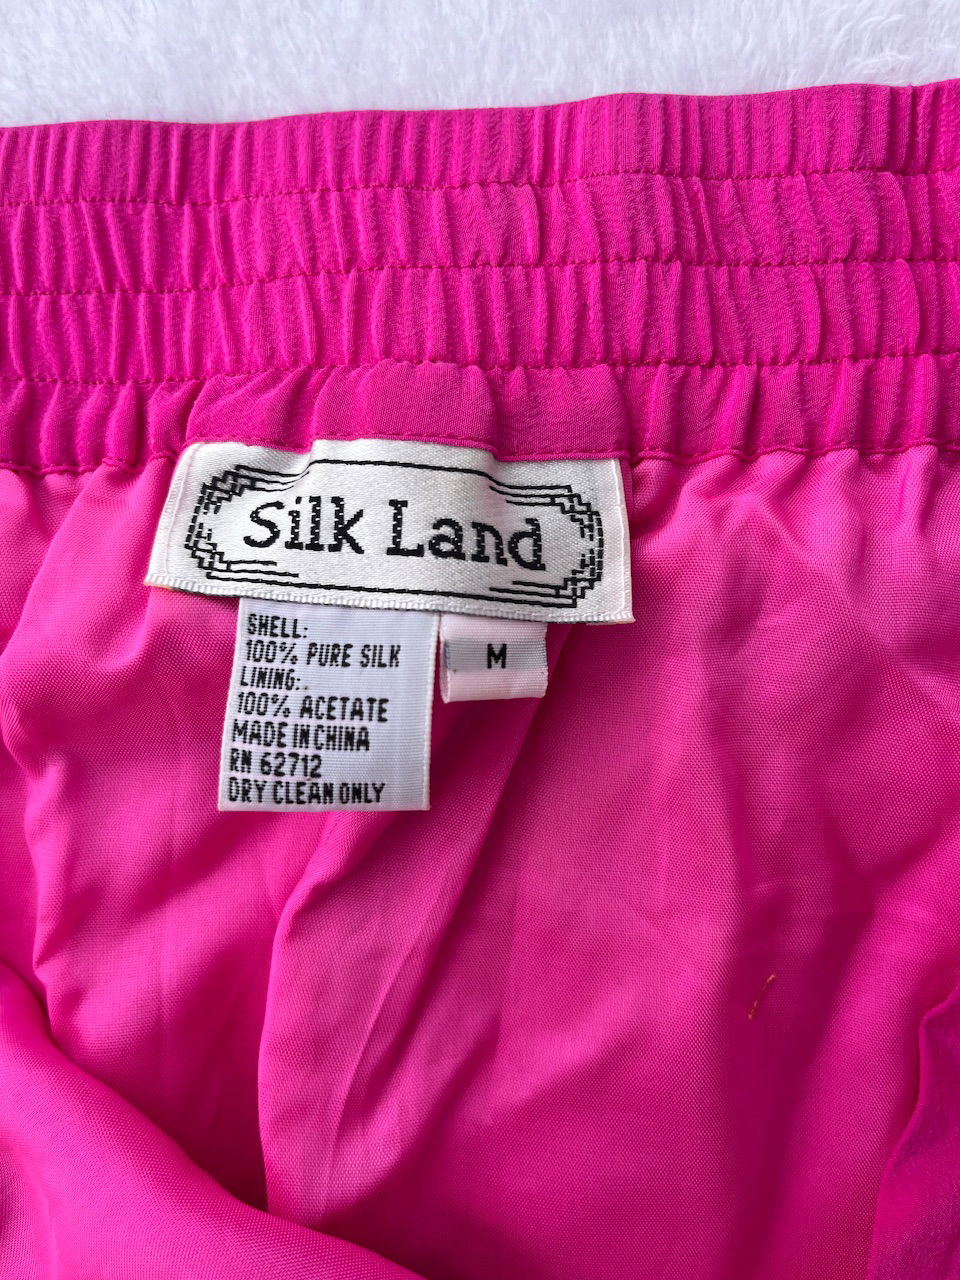 Silk Land
SHELL:
100% PURE SILK
LINING:
100% ACETATE
MADE IN CHINA
RN 62712
DRY CLEAN ONLY
M